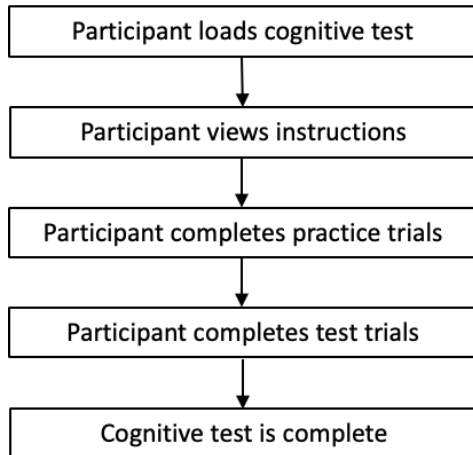 Participant loads cognitive test
Participant views instructions
Participant completes practice trials
Participant completes test trials
Cognitive test is complete